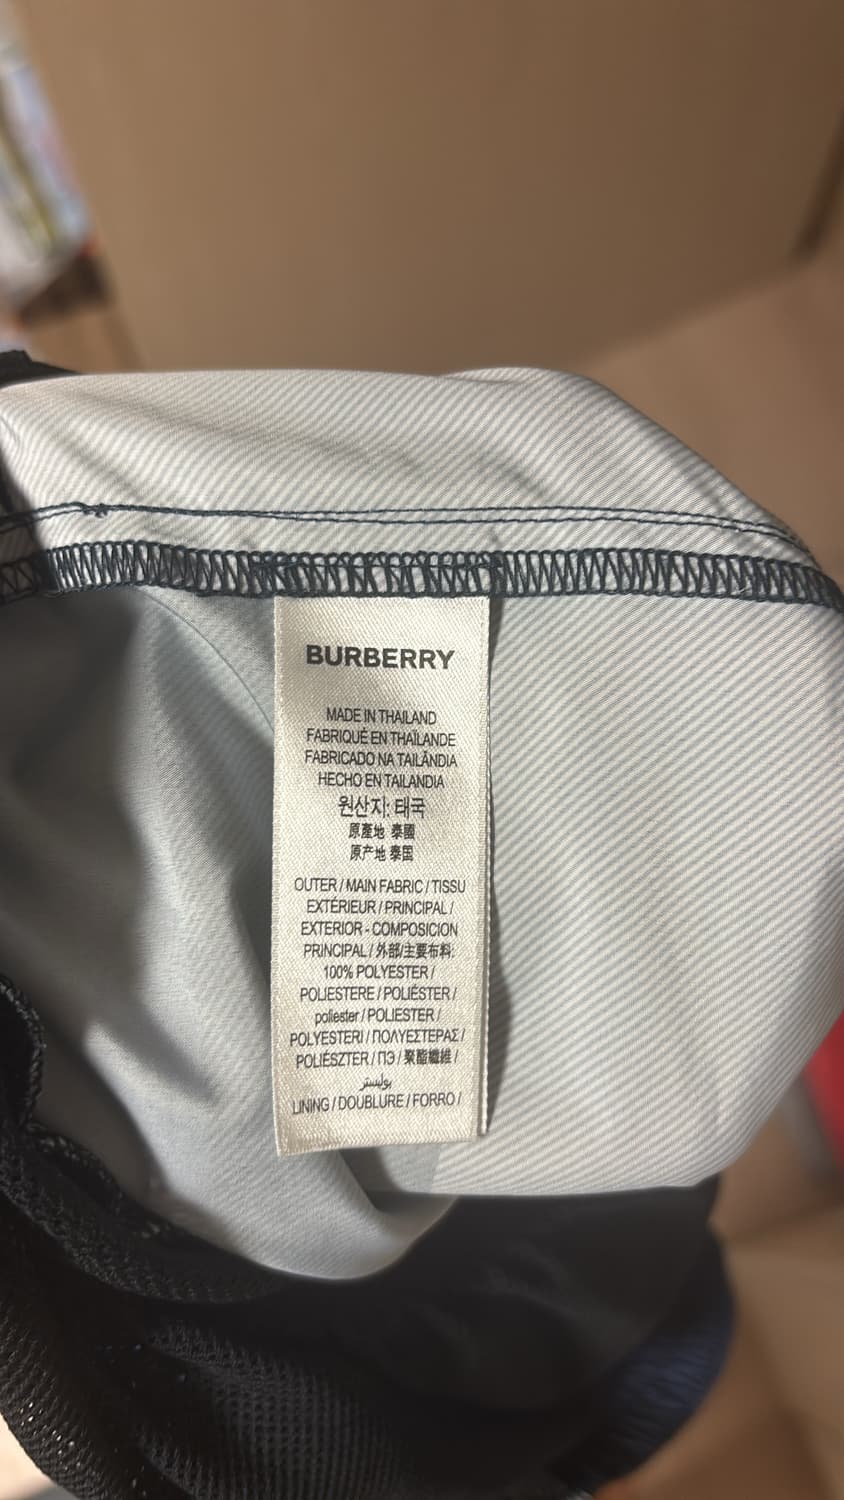 BURBERRY
MADE IN THAILAND
FABRIQUÉ EN THAÏLANDE
FABRICADO NA TAILÂNDIA
HECHO EN TAILANDIA
원산지: 태국
原產地 泰國
原产地 泰国
OUTER / MAIN FABRIC / TISSU
EXTÉRIEUR / PRINCIPAL /
EXTERIOR - COMPOSICION
PRINCIPAL / 外部/主要布料:
100% POLYESTER /
POLIESTERE / POLIÉSTER /
poliester / POLIESTER /
POLYESTERI / ΠΟΛΥΕΣΤΕΡΑΣ /
POLIÉSZTER / ПЭ / 聚酯纖維 /
بوليستر
LINING / DOUBLURE / FORRO /